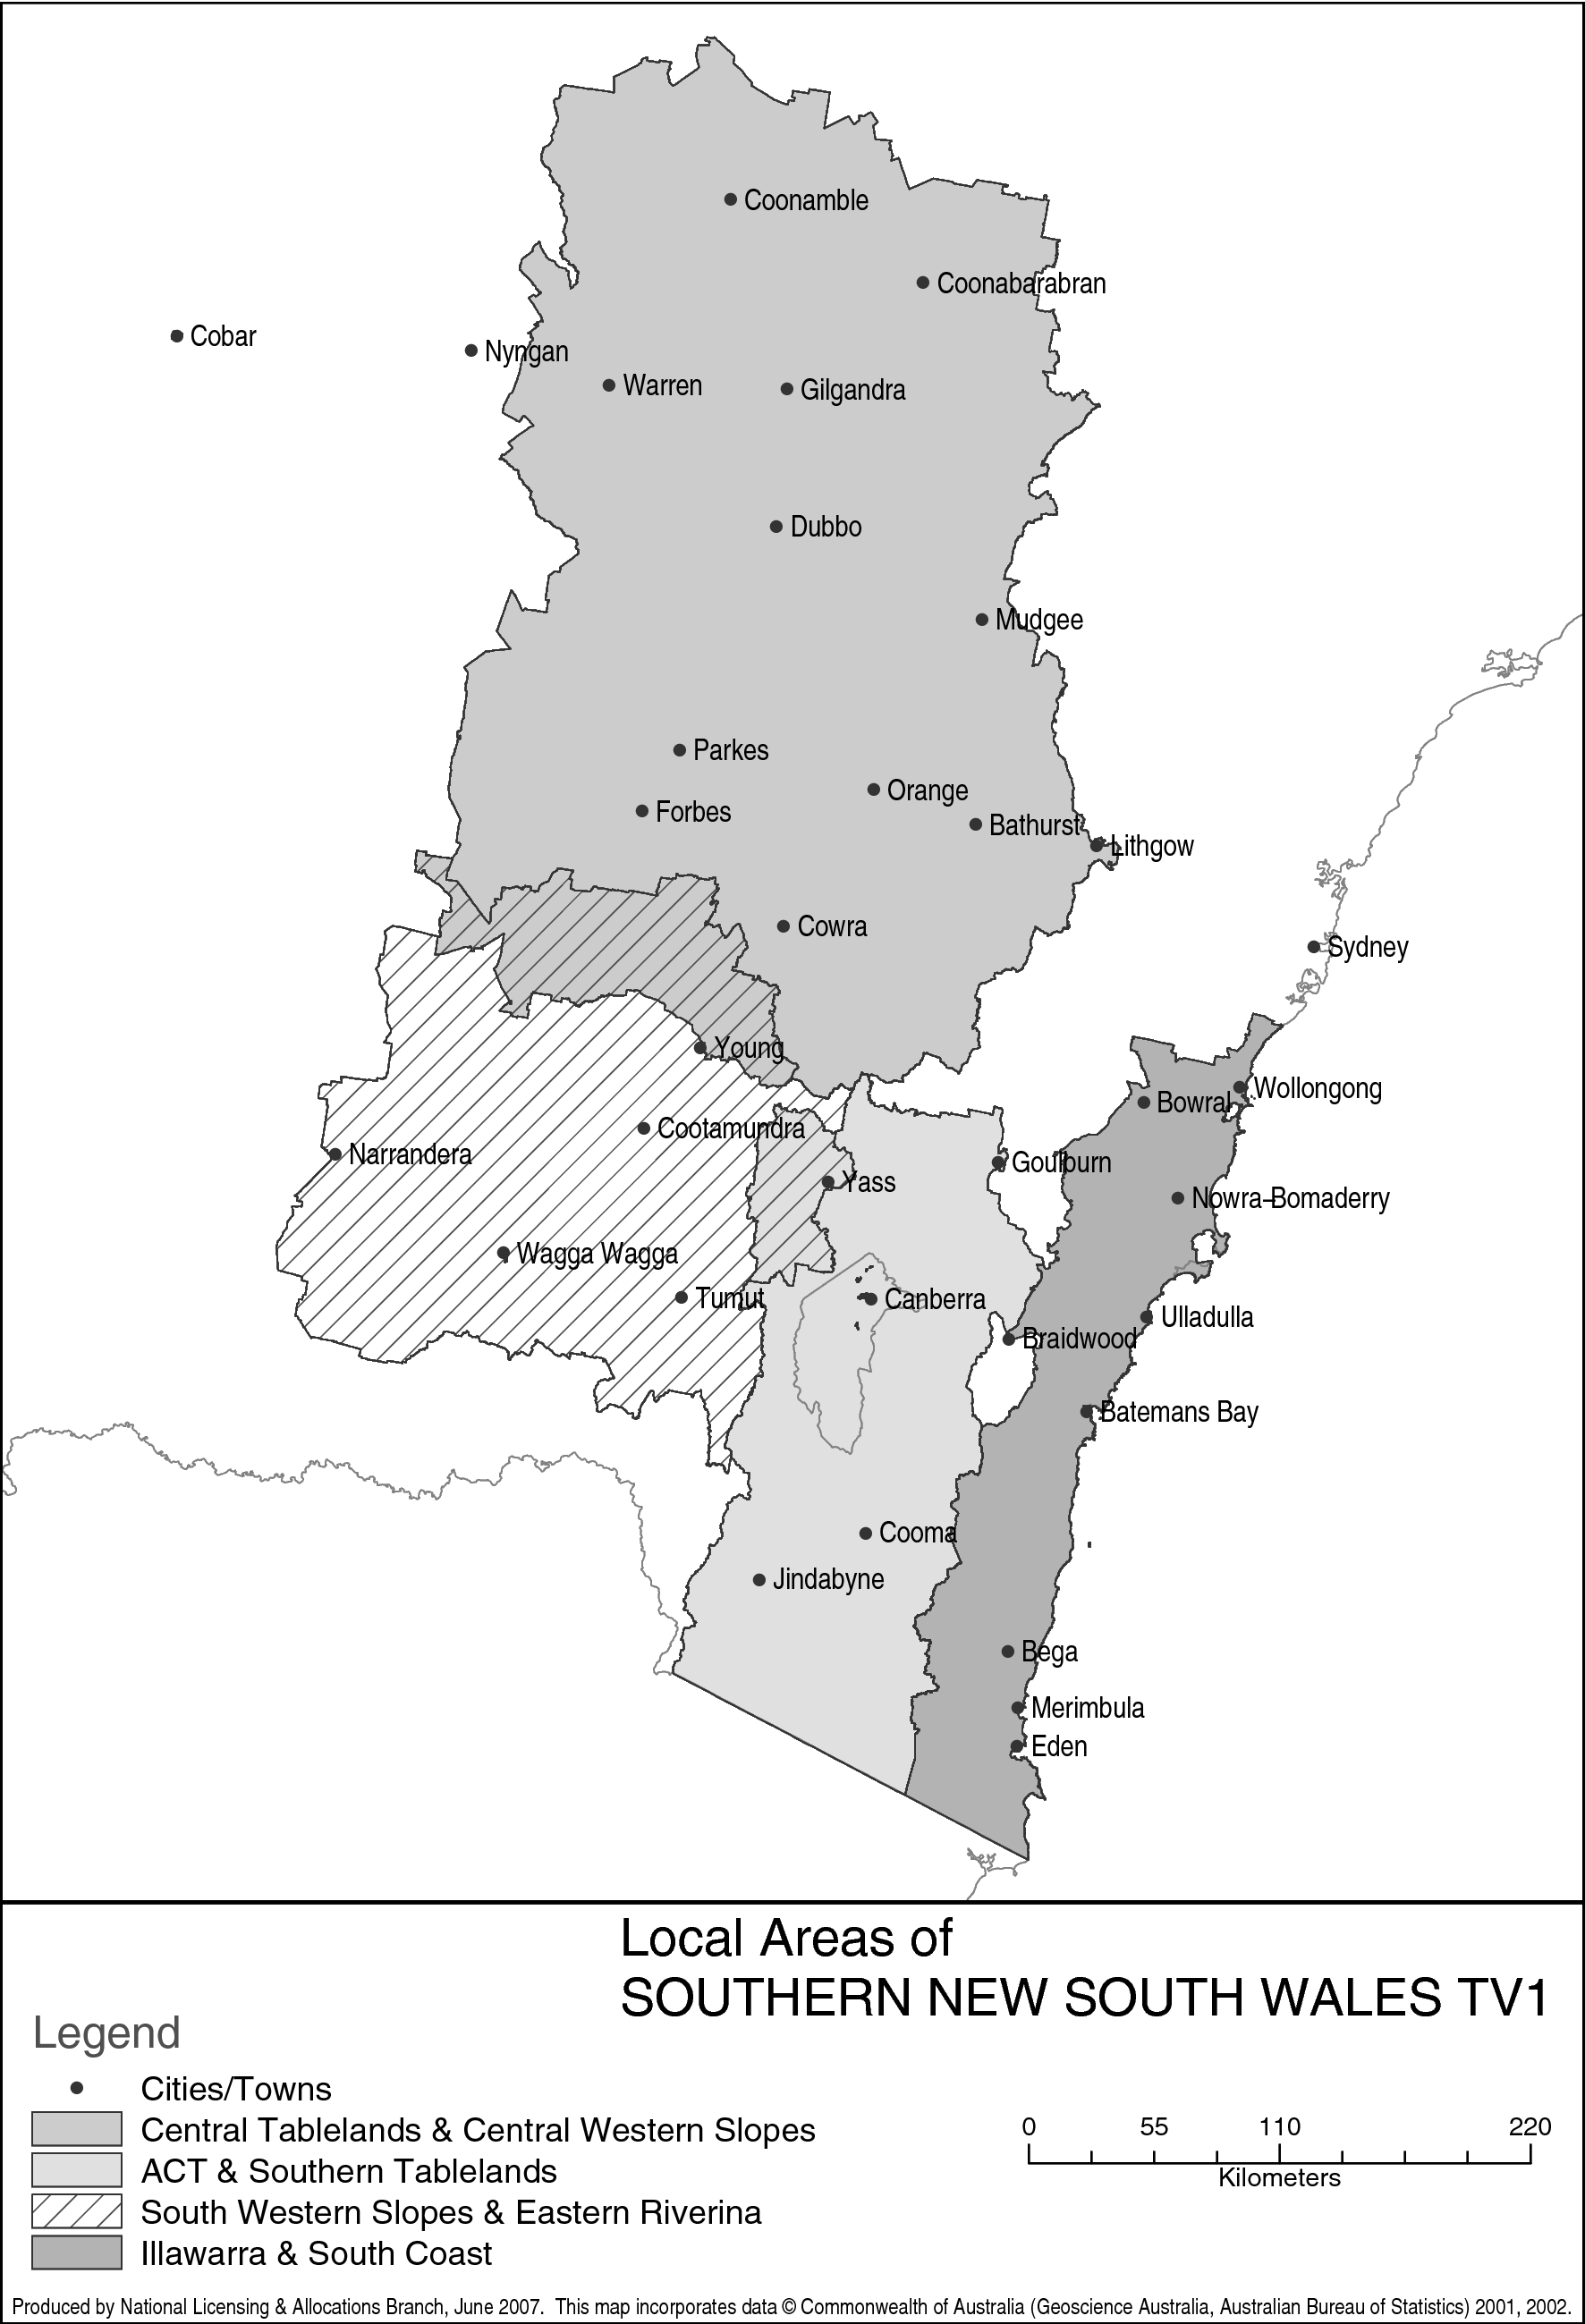 Coonamble
Coonabarabran
Cobar
Nyngan
Warren
Gilgandra
Dubbo
Mudgee
Parkes
Orange
Forbes
Bathurst
Lithgow
Cowra
Sydney
Young
Wollongong
Bowral
Cootamundra
Narrandera
Goulburn
Yass
Nowra-Bomaderry
Wagga Wagga
Tumut
Canberra
Ulladulla
Braidwood
Batemans Bay
Cooma
Jindabyne
Bega
Merimbula
Eden
Local Areas of
SOUTHERN NEW SOUTH WALES TV1
Legend
Cities/Towns
Central Tablelands & Central Western Slopes
ACT & Southern Tablelands
South Western Slopes & Eastern Riverina
Illawarra & South Coast
0 55 110 220
Kilometers
Produced by National Licensing & Allocations Branch, June 2007. This map incorporates data © Commonwealth of Australia (Geoscience Australia, Australian Bureau of Statistics) 2001, 2002.